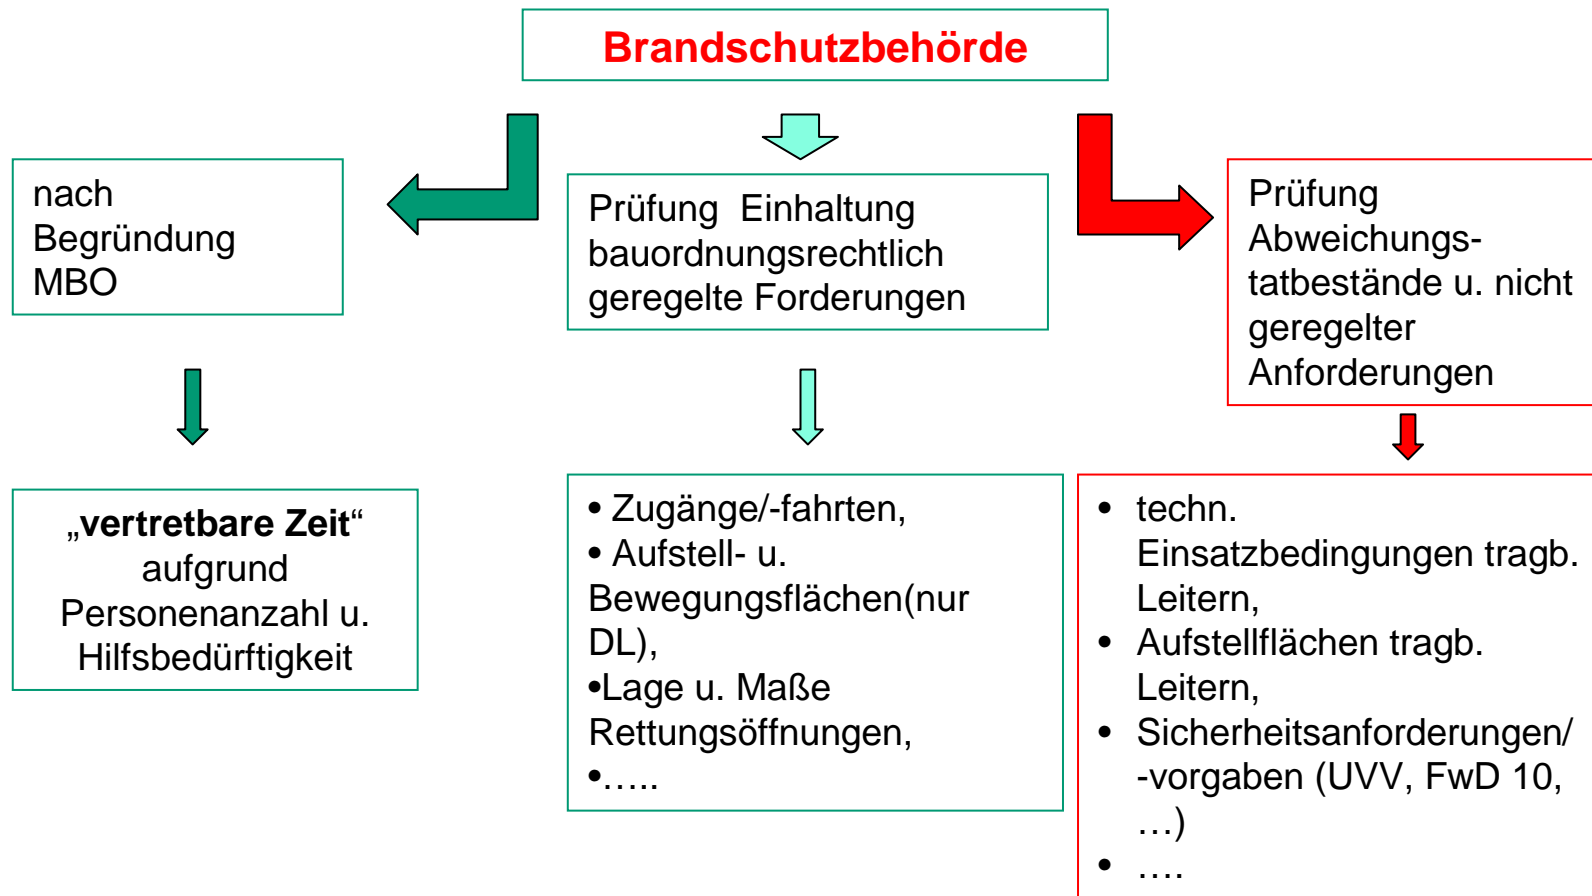 Brandschutzbehörde
nach
Begründung
MBO
Prüfung Einhaltung
bauordnungsrechtlich
geregelte Forderungen
Prüfung
Abweichungs-
tatbestände u. nicht
geregelter
Anforderungen
„vertretbare Zeit“
aufgrund
Personenanzahl u.
Hilfsbedürftigkeit
• Zugänge/-fahrten,
• Aufstell- u.
Bewegungsflächen(nur
DL),
•Lage u. Maße
Rettungsöffnungen,
•…..
• techn.
Einsatzbedingungen tragb.
Leitern,
• Aufstellflächen tragb.
Leitern,
• Sicherheitsanforderungen/
-vorgaben (UVV, FwD 10,
…)
• ….